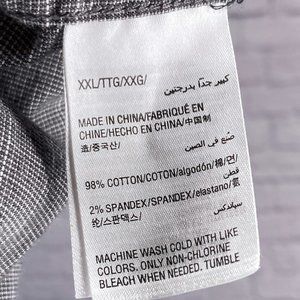 XXL/TTG/XXG/
كبير جدًا بدرجتين
MADE IN CHINA/FABRIQUÉ EN
CHINE/HECHO EN CHINA/中国制
造/중국산/
صنع في الصين
98% COTTON/COTON/algodón/棉/면/
قطن
2% SPANDEX/SPANDEX/elastano/氨
纶/스판덱스/
سباندكس
MACHINE WASH COLD WITH LIKE
COLORS. ONLY NON-CHLORINE
BLEACH WHEN NEEDED. TUMBLE